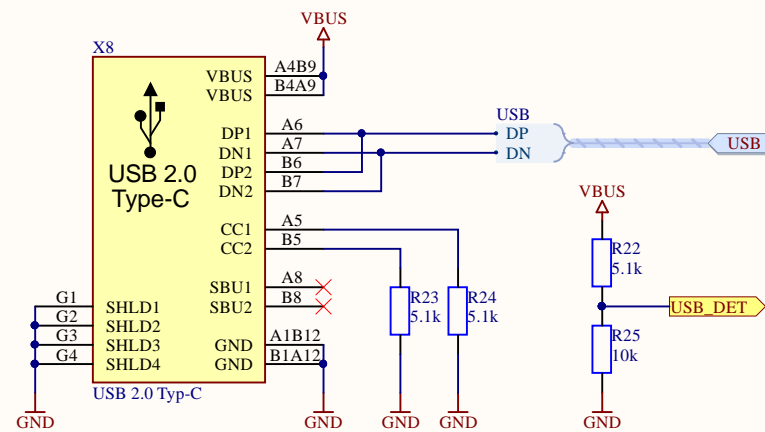 VBUS
X8
VBUS
A4B9
VBUS
B4A9
USB
DP1
A6
DP
DN1
A7
DN
USB
DP2
B6
DN2
B7
USB 2.0
Type-C
VBUS
CC1
A5
CC2
B5
R22
5.1k
SBU1
A8
SBU2
B8
R23
5.1k
R24
5.1k
USB_DET
G1
SHLD1
G2
SHLD2
G3
SHLD3
G4
SHLD4
GND
A1B12
GND
B1A12
R25
10k
USB 2.0 Typ-C
GND
GND
GND
GND
GND